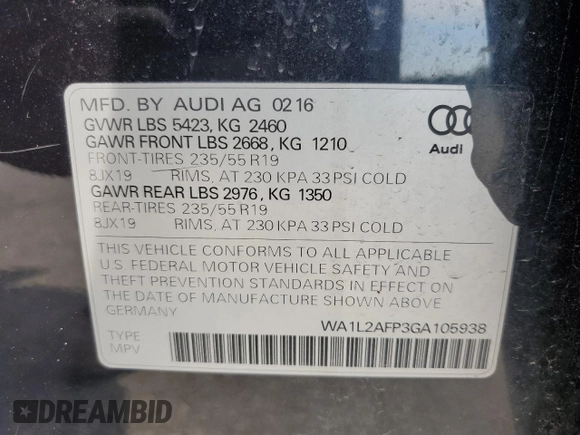 MFD. BY AUDI AG 0216
GVWR LBS 5423, KG 2460
GAWR FRONT LBS 2668, KG 1210
FRONT-TIRES 235/55 R19
8JX19 RIMS, AT 230 KPA 33 PSI COLD
GAWR REAR LBS 2976, KG 1350
REAR-TIRES 235/55 R19
8JX19 RIMS, AT 230 KPA 33 PSI COLD
Audi
THIS VEHICLE CONFORMS TO ALL APPLICABLE
U.S. FEDERAL MOTOR VEHICLE SAFETY AND
THEFT PREVENTION STANDARDS IN EFFECT ON
THE DATE OF MANUFACTURE SHOWN ABOVE.
GERMANY
WA1L2AFP3GA105938
TYPE
MPV
DREAMBID